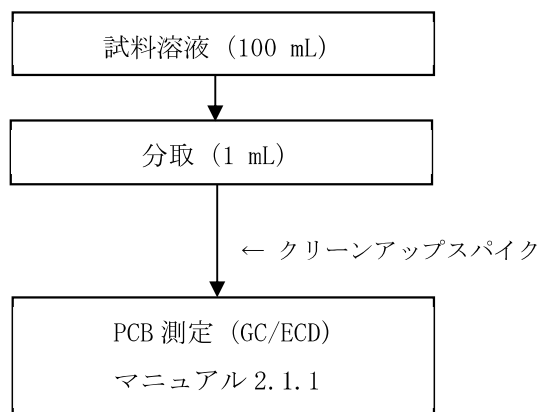 試料溶液 (100 mL)
分取 (1 mL)
← クリーンアップスパイク
PCB 測定 (GC/ECD)
マニュアル 2.1.1